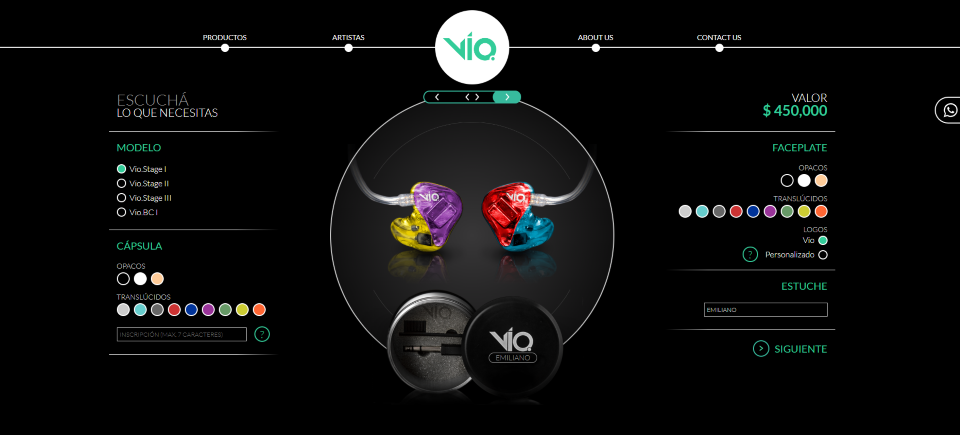 PRODUCTOS
ARTISTAS
VIO.
ABOUT US
CONTACT US
ESCUCHÁ
LO QUE NECESITAS
MODELO
Vio.Stage I
Vio.Stage II
Vio.Stage III
Vio.BC I
CÁPSULA
OPACOS
TRANSLÚCIDOS
INSCRIPCIÓN (MAX. 7 CARACTERES)
?
VIO.
VIO.
VIO.
EMILIANO
VALOR
$ 450,000
FACEPLATE
OPACOS
TRANSLÚCIDOS
LOGOS
Vio
? Personalizado
ESTUCHE
EMILIANO
SIGUIENTE